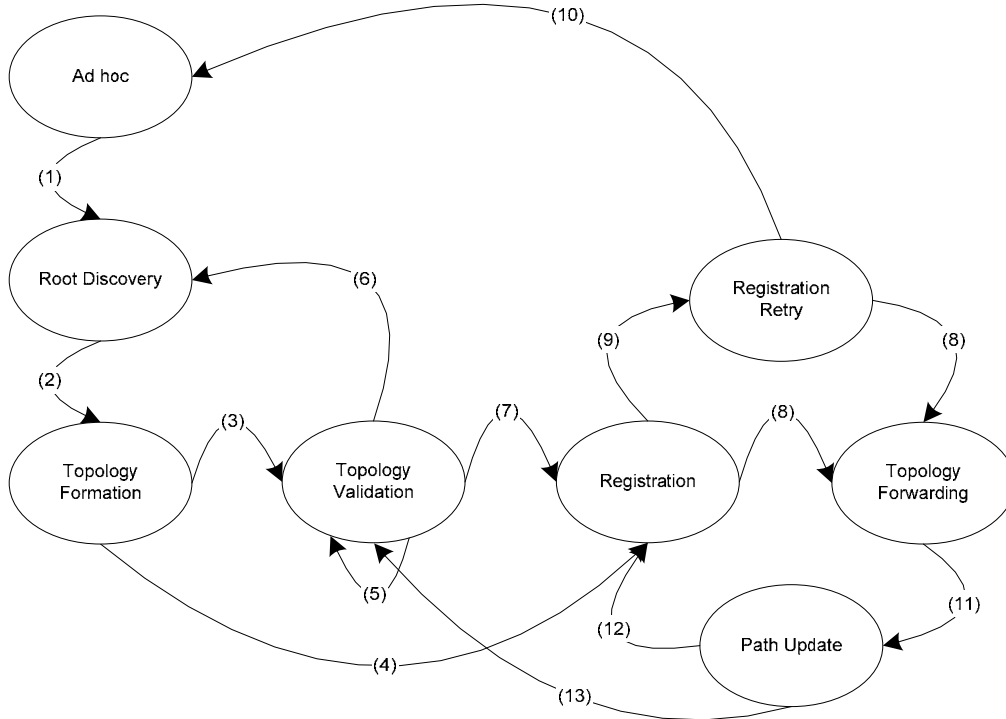 (10)
Ad hoc
(1)
Root Discovery
(6)
Registration
Retry
(2)
(9)
(8)
(3)
(7)
(8)
Topology
Formation
Topology
Validation
Registration
Topology
Forwarding
(5)
(11)
(12)
Path Update
(4)
(13)